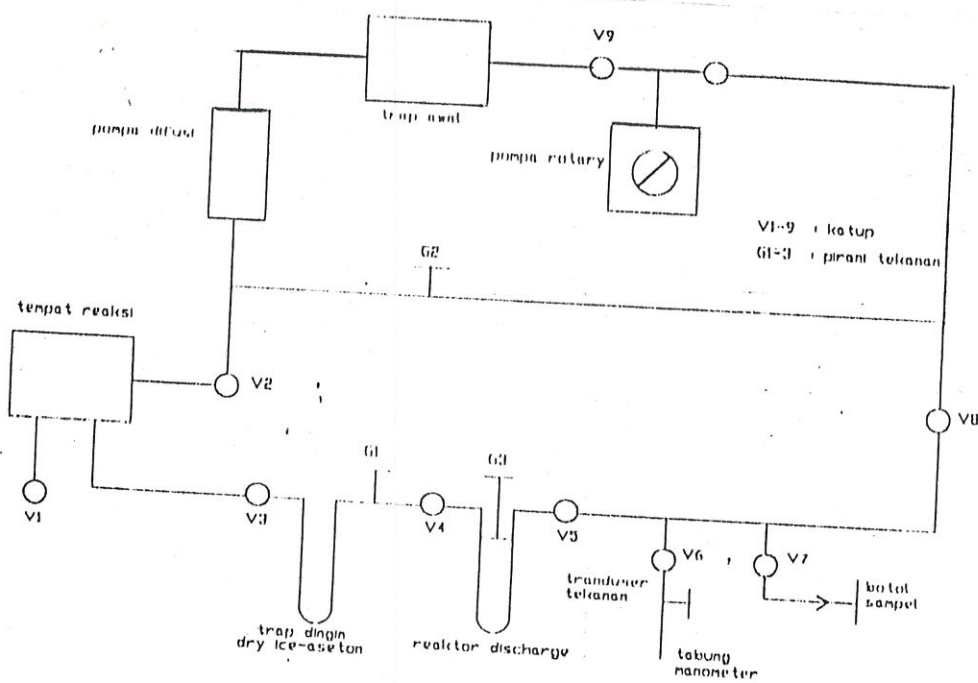 V9
trap awal
pompa difusi
pompa rotary
V1-9 : katup
G1-3 : pirani tekanan
G2
tempat reaksi
V2
V8
G1
G3
V1
V3
V4
V5
V6
V7
tranduser
tekanan
botol
sampel
trap dingin
dry ice-aseton
reaktor discharge
tabung
manometer